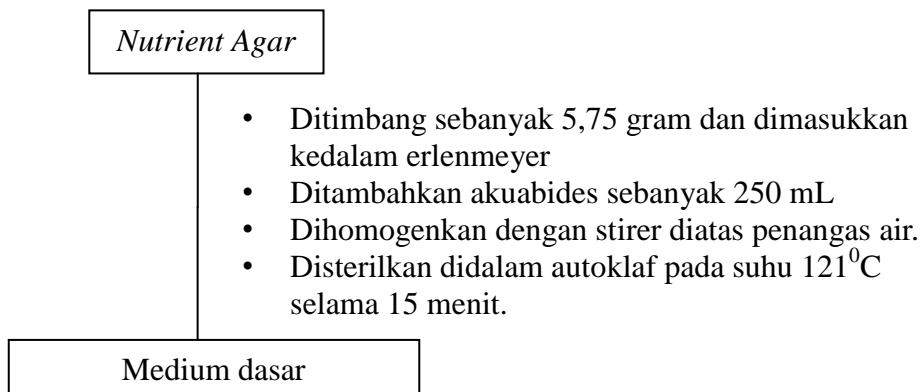 Nutrient Agar
• Ditimbang sebanyak 5,75 gram dan dimasukkan
kedalam erlenmeyer
• Ditambahkan akuabides sebanyak 250 mL
• Dihomogenkan dengan stirer diatas penangas air.
• Disterilkan didalam autoklaf pada suhu 121⁰C
selama 15 menit.
Medium dasar